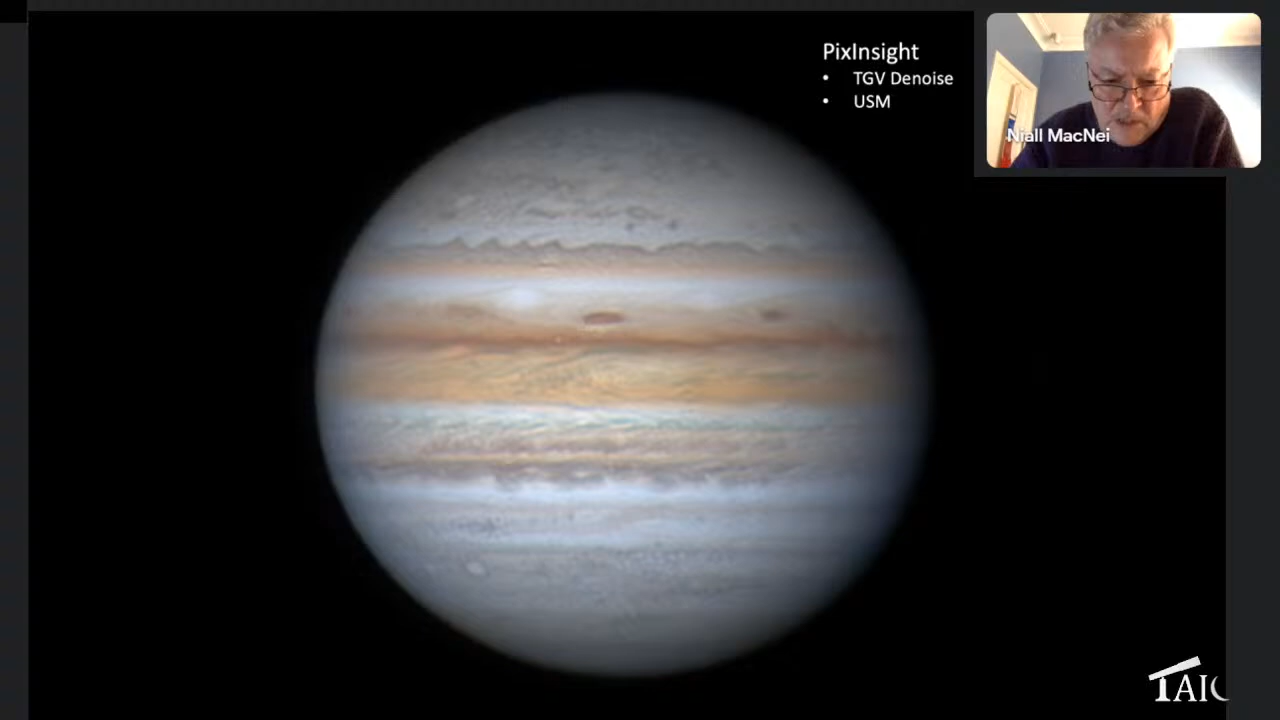 PixInsight
• TGV Denoise
• USM
Niall MacNei
TAIC